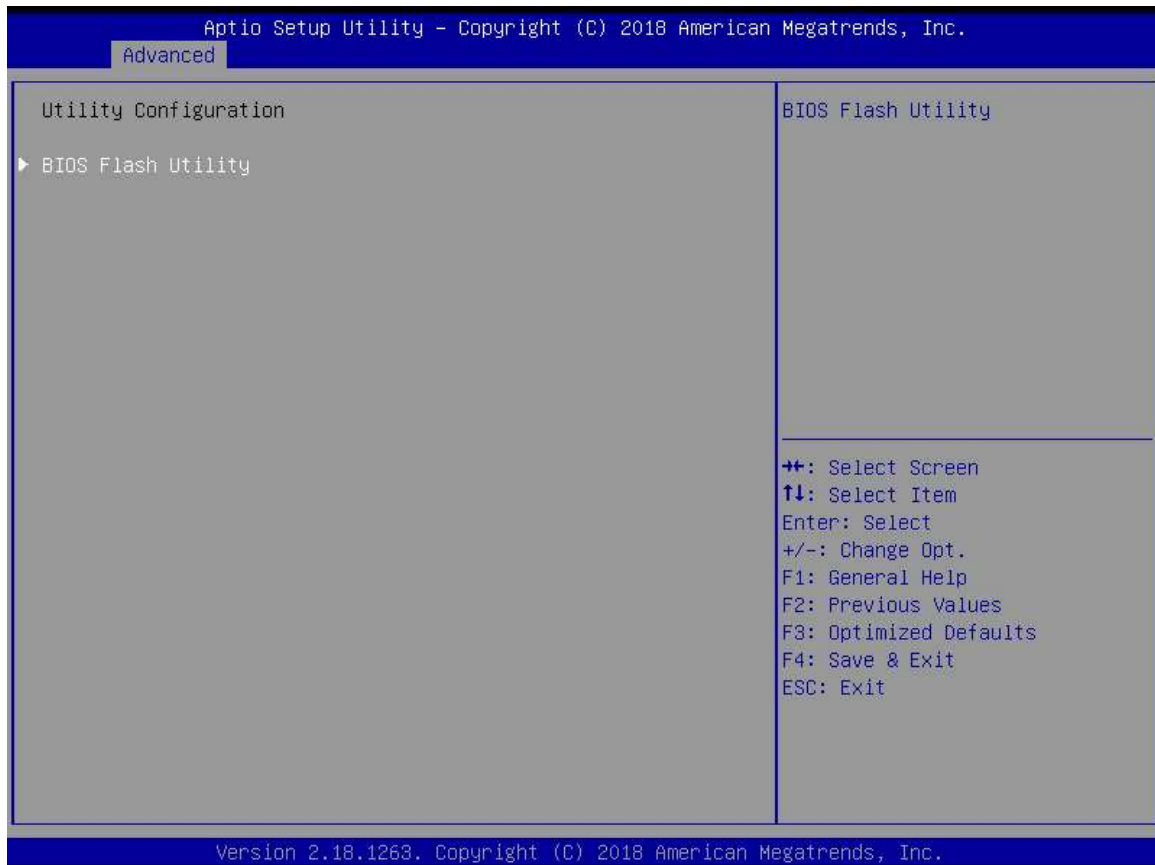 Aptio Setup Utility – Copyright (C) 2018 American Megatrends, Inc.
Advanced
Utility Configuration
▶ BIOS Flash Utility
BIOS Flash Utility
→←: Select Screen
↑↓: Select Item
Enter: Select
+/-: Change Opt.
F1: General Help
F2: Previous Values
F3: Optimized Defaults
F4: Save & Exit
ESC: Exit
Version 2.18.1263. Copyright (C) 2018 American Megatrends, Inc.